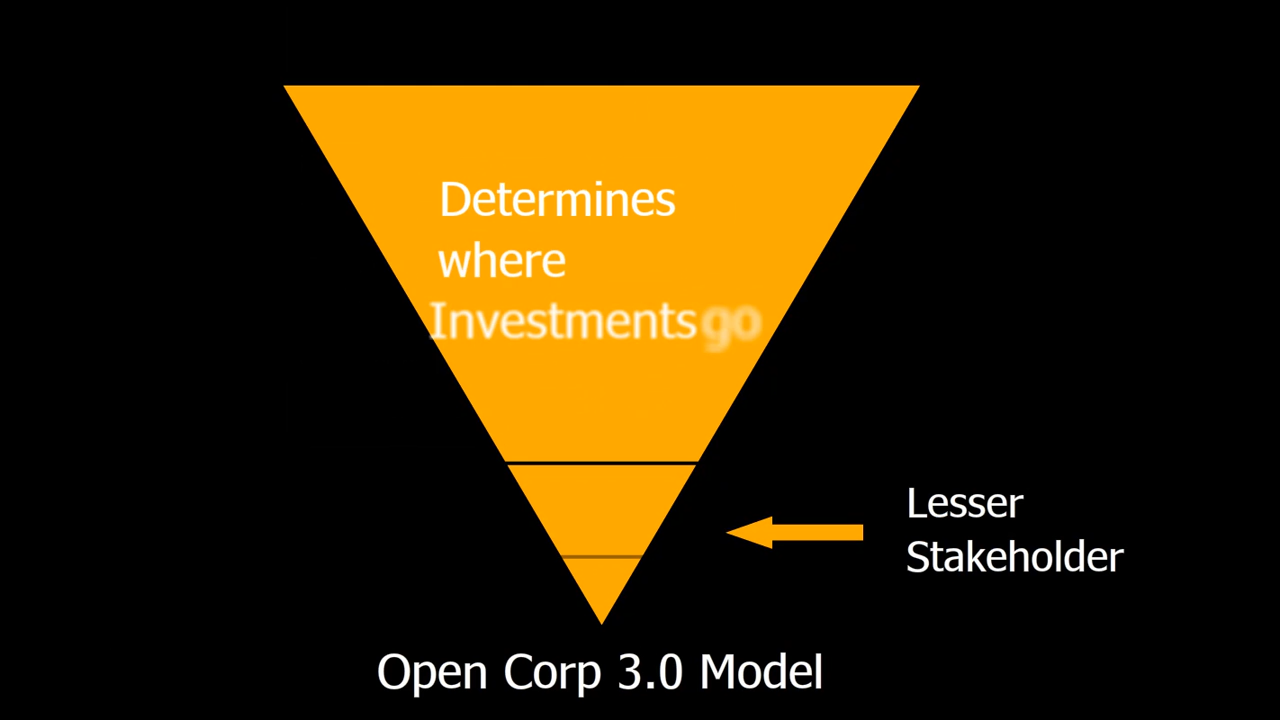 Determines
where
Investments go
Lesser
Stakeholder
Open Corp 3.0 Model